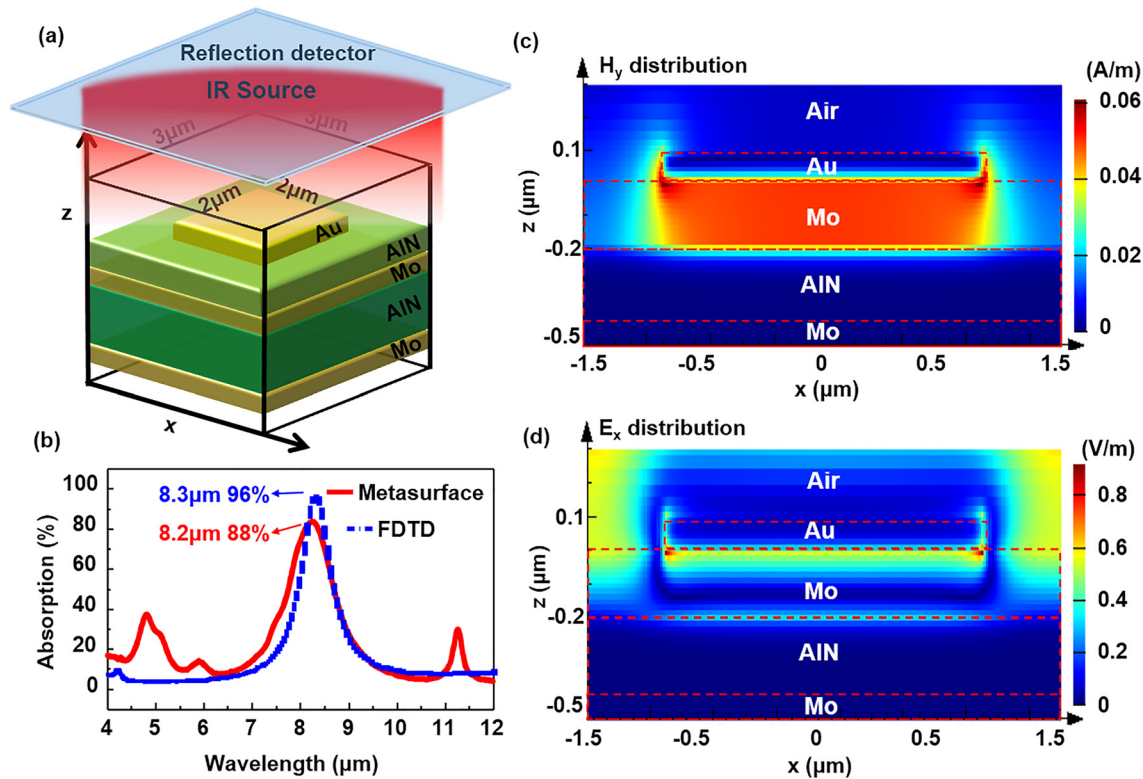 (a)
Reflection detector
IR Source
3μm 3μm
z
2μm 2μm
Au
AlN
Mo
AlN
Mo
x
(b)
100
80
60
40
20
0
Absorption (%)
8.3μm 96%
8.2μm 88%
Metasurface
FDTD
4 5 6 7 8 9 10 11 12
Wavelength (μm)
(c)
Hy distribution
(A/m)
0.06
0.04
0.02
0
Air
Au
Mo
AlN
Mo
0.1
-0.2
-0.5
z (μm)
-1.5 -0.5 0 0.5 1.5
x (μm)
(d)
Ex distribution
(V/m)
0.8
0.6
0.4
0.2
0
Air
Au
Mo
AlN
Mo
0.1
-0.2
-0.5
z (μm)
-1.5 -0.5 0 0.5 1.5
x (μm)